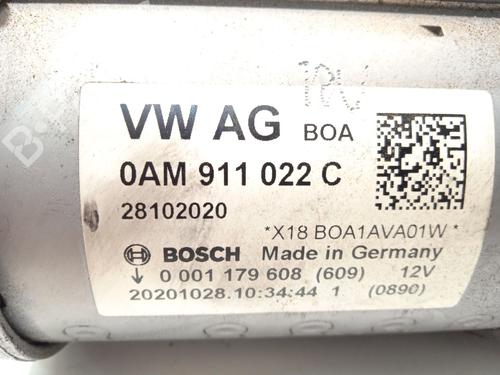 VW AG BOA
0AM 911 022 C
28102020
*X18 BOA1AVA01W*
BOSCH Made in Germany
0 001 179 608 (609) 12V
20201028.10:34:44 1 (0890)